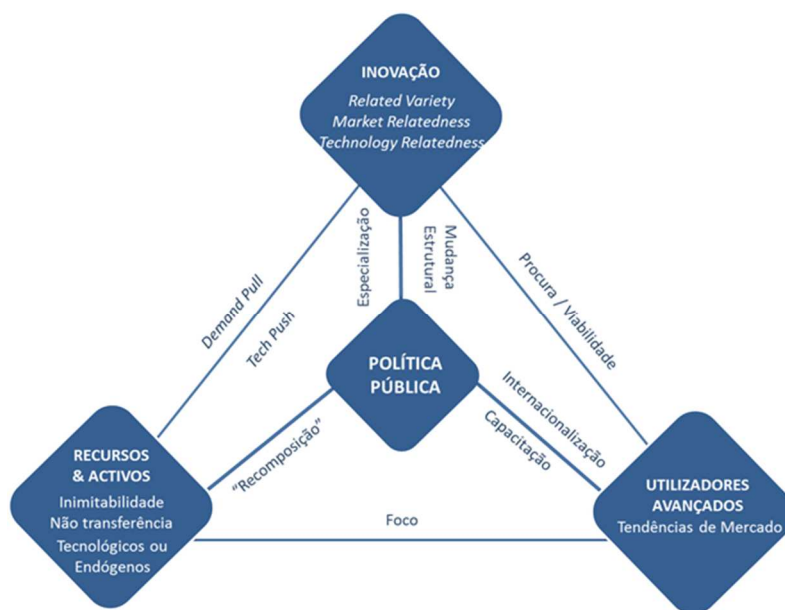 INOVAÇÃO
Related Variety
Market Relatedness
Technology Relatedness
Demand Pull
Tech Push
Especialização
Mudança
Estrutural
Procura / Viabilidade
POLÍTICA
PÚBLICA
"Recomposição”
Internacionalização
Capacitação
RECURSOS
& ACTIVOS
Inimitabilidade
Não transferência
Tecnológicos ou
Endógenos
Foco
UTILIZADORES
AVANÇADOS
Tendências de Mercado